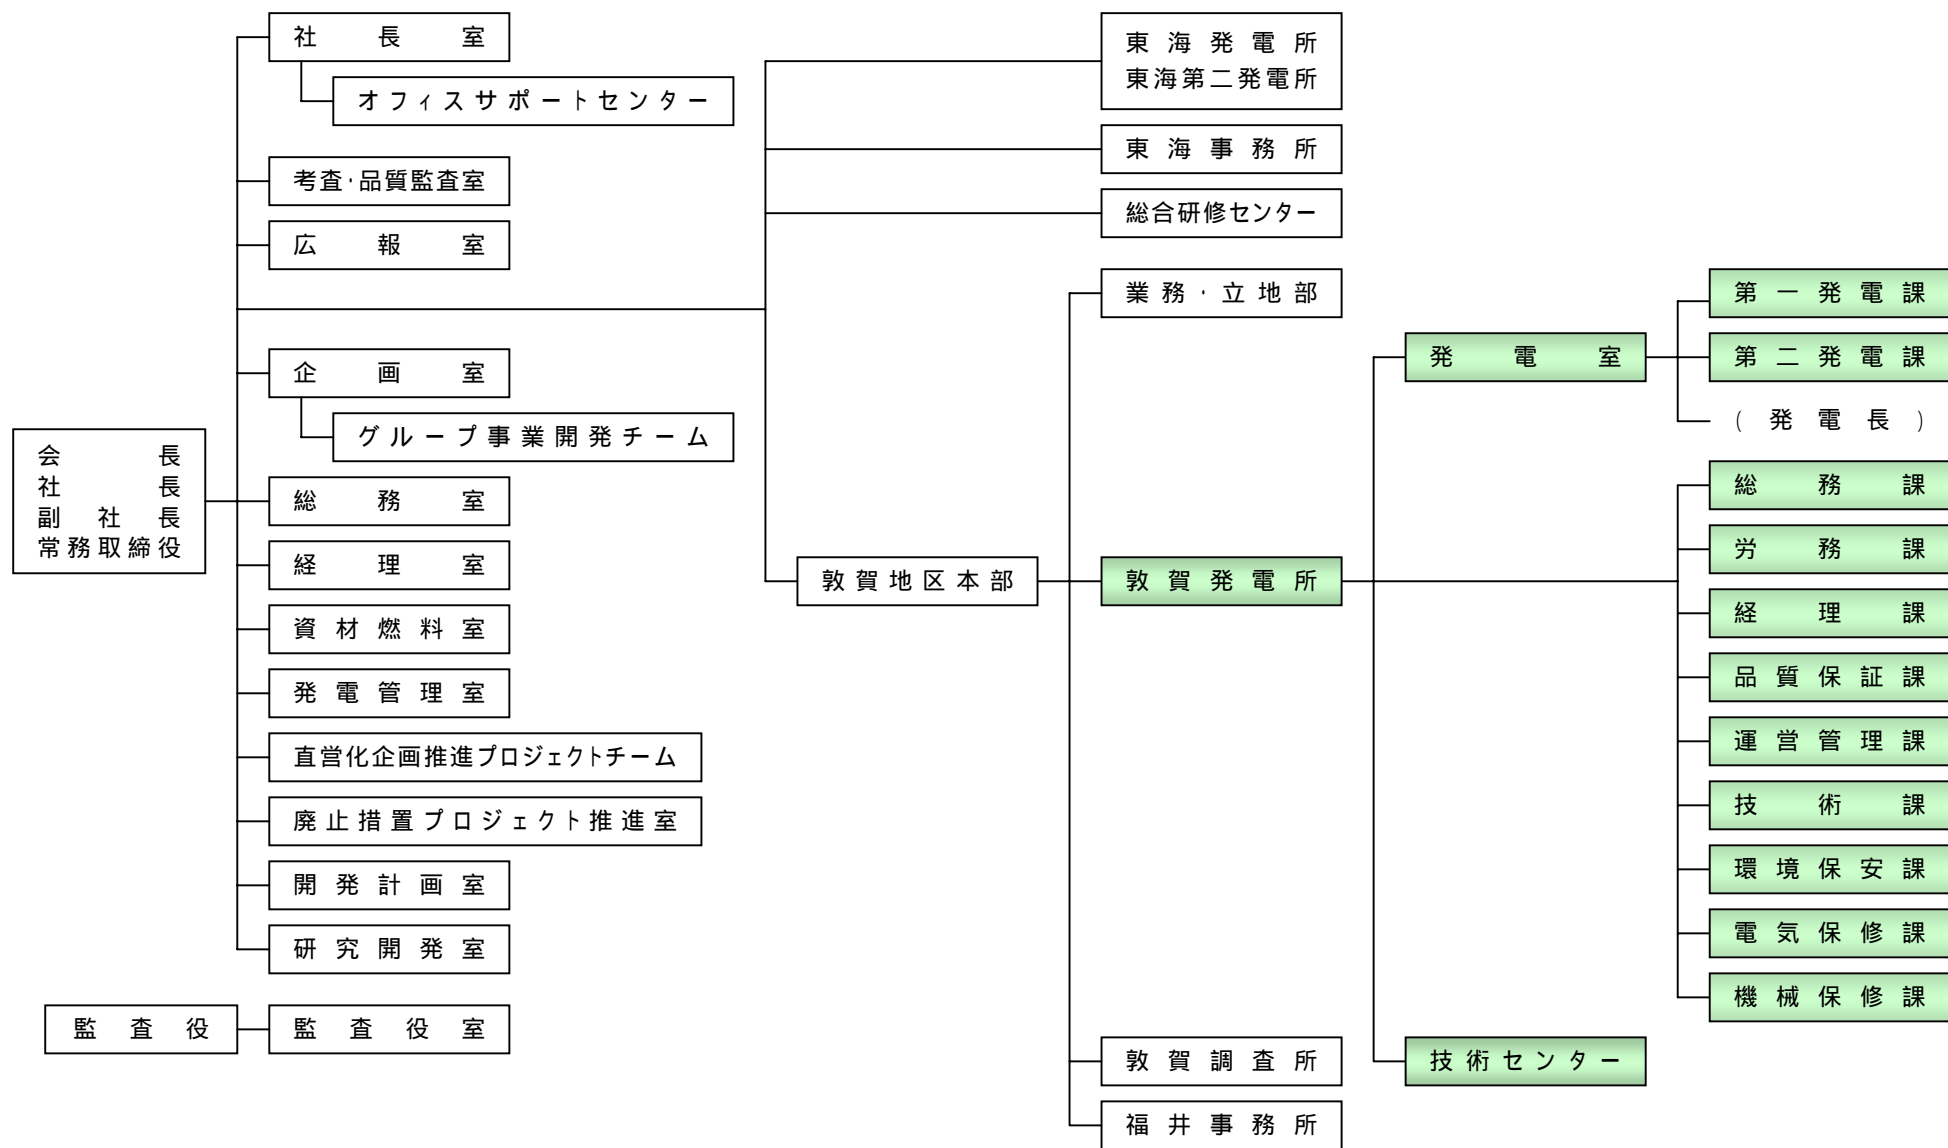 社長室
オフィスサポートセンター
考査・品質監査室
広報室
企画室
グループ事業開発チーム
会長
社長
副社長
常務取締役
総務室
経理室
資材燃料室
発電管理室
直営化企画推進プロジェクトチーム
廃止措置プロジェクト推進室
開発計画室
研究開発室
監査役
監査役室
東海発電所
東海第二発電所
東海事務所
総合研修センター
敦賀地区本部
業務・立地部
敦賀発電所
敦賀調査所
福井事務所
発電室
第一発電課
第二発電課
(発電長)
総務課
労務課
経理課
品質保証課
運営管理課
技術課
環境保安課
電気保修課
機械保修課
技術センター